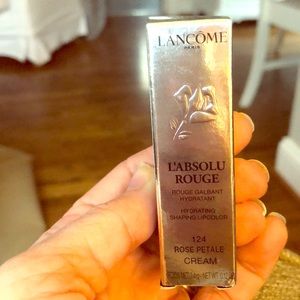 LANCÔME
PARIS
L'ABSOLU
ROUGE
ROUGE GALBANT
HYDRATANT
HYDRATING
SHAPING LIPCOLOR
124
ROSE PETALE
CREAM